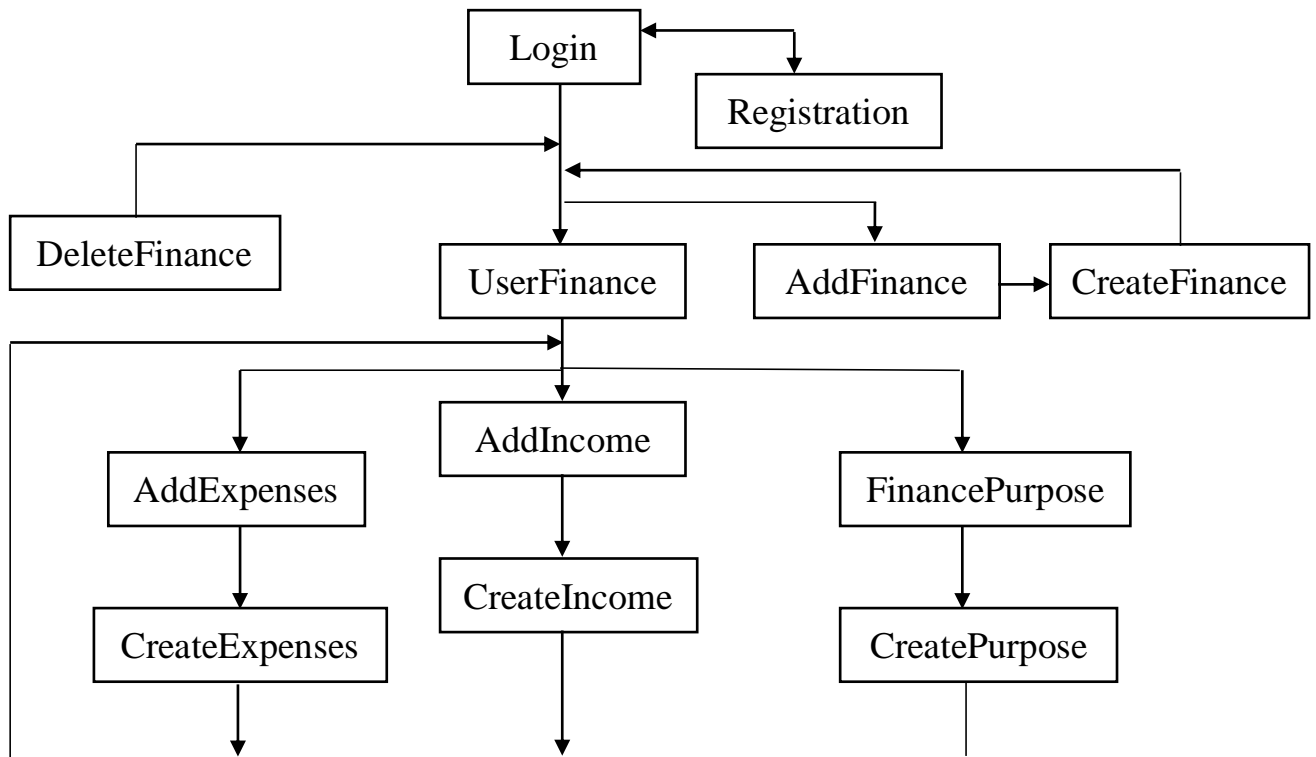 Login
Registration
DeleteFinance
UserFinance
AddFinance
CreateFinance
AddIncome
AddExpenses
FinancePurpose
CreateIncome
CreateExpenses
CreatePurpose